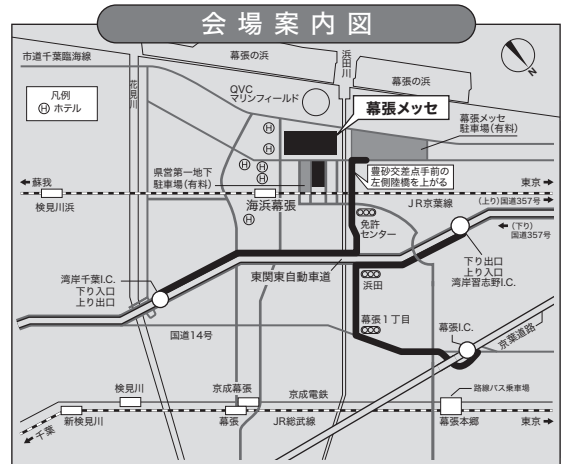 会場案内図
市道千葉臨海線
幕張の浜
浜田川
幕張の浜
花見川
凡例
Ⓗ ホテル
QVC
マリンフィールド
幕張メッセ
幕張メッセ
駐車場(有料)
N
Ⓗ
Ⓗ
Ⓗ
Ⓗ
Ⓗ
Ⓗ
県営第一地下
駐車場(有料)
豊砂交差点手前の
左側陸橋を上がる
←蘇我
東京→
検見川浜
海浜幕張
JR京葉線
(上り)国道357号→
←(下り)
国道357号
免許
センター
湾岸千葉I.C.
下り入口
上り出口
東関東自動車道
下り出口
上り入口
湾岸習志野I.C.
浜田
幕張1丁目
国道14号
幕張I.C.
京葉道路
検見川
京成幕張
京成電鉄
路線バス乗車場
新検見川
幕張
JR総武線
幕張本郷
東京→
←千葉